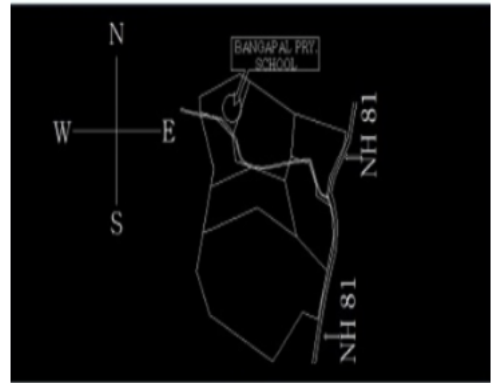 N
BANGAPAL PRY.
SCHOOL
W
E
NH 81
S
NH 81